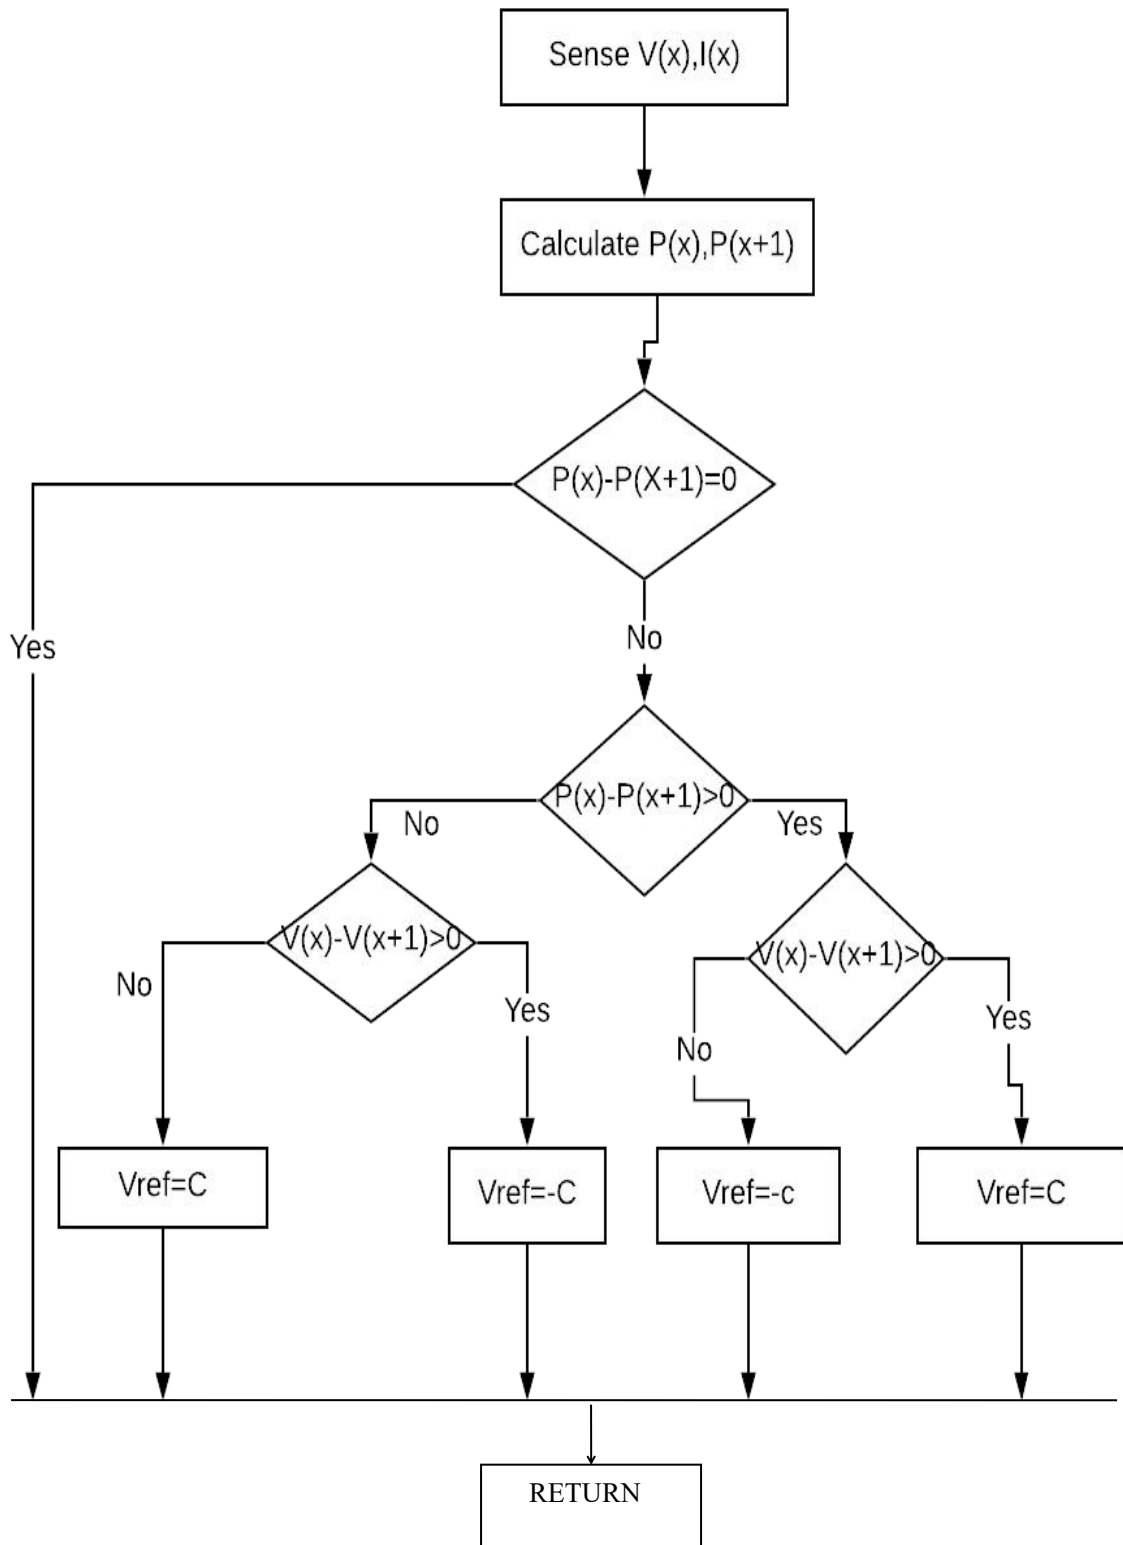 Sense V(x),I(x)
Calculate P(x),P(x+1)
P(x)-P(X+1)=0
Yes
No
P(x)-P(x+1)>0
No
Yes
V(x)-V(x+1)>0
V(x)-V(x+1)>0
No
Yes
No
Yes
Vref=C
Vref=-C
Vref=-c
Vref=C
RETURN